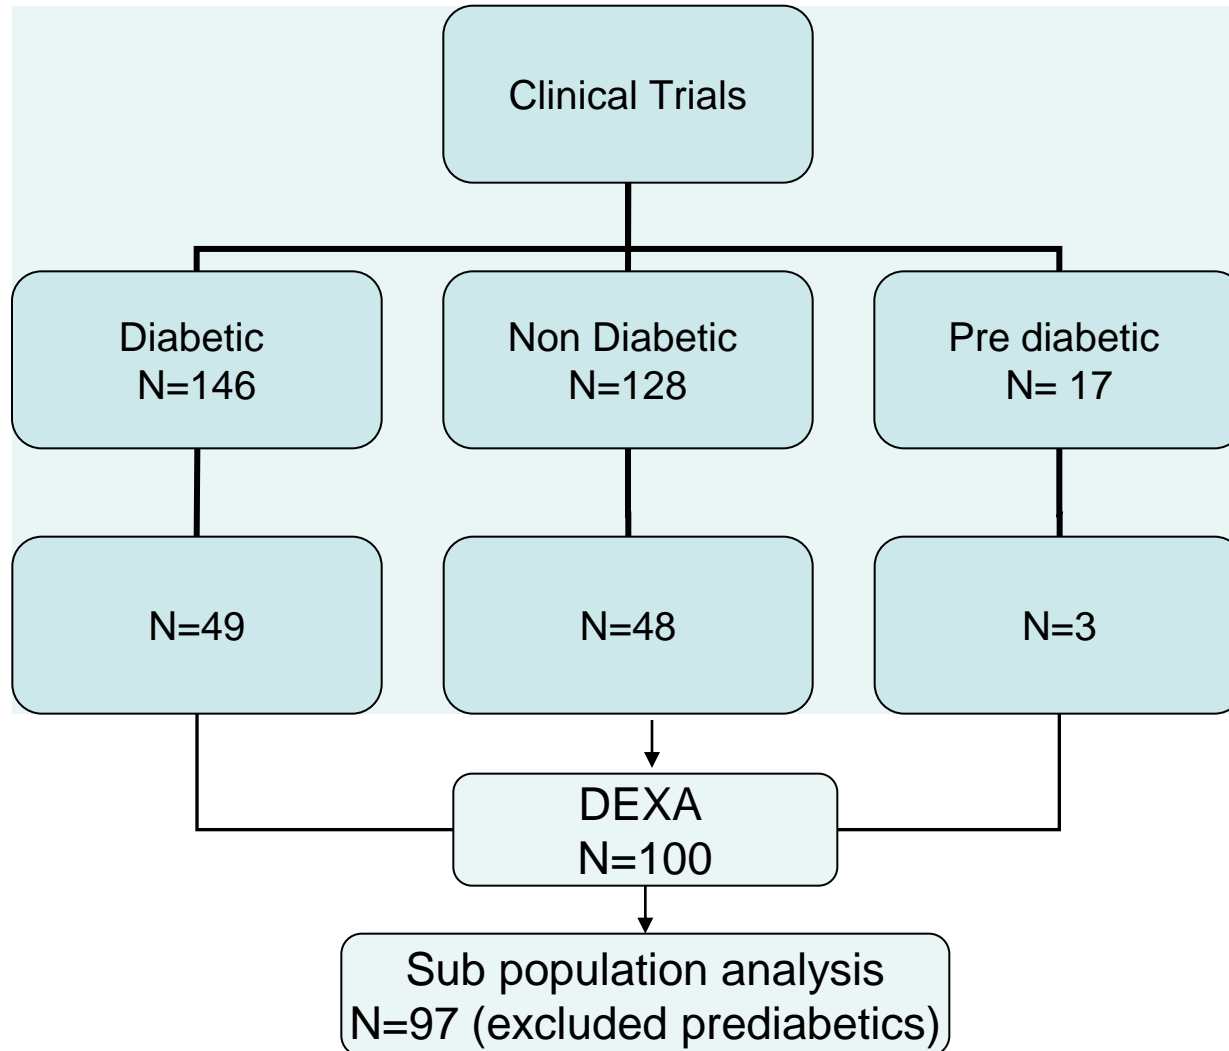 Clinical Trials
Diabetic
N=146
Non Diabetic
N=128
Pre diabetic
N= 17
N=49
N=48
N=3
DEXA
N=100
Sub population analysis
N=97 (excluded prediabetics)